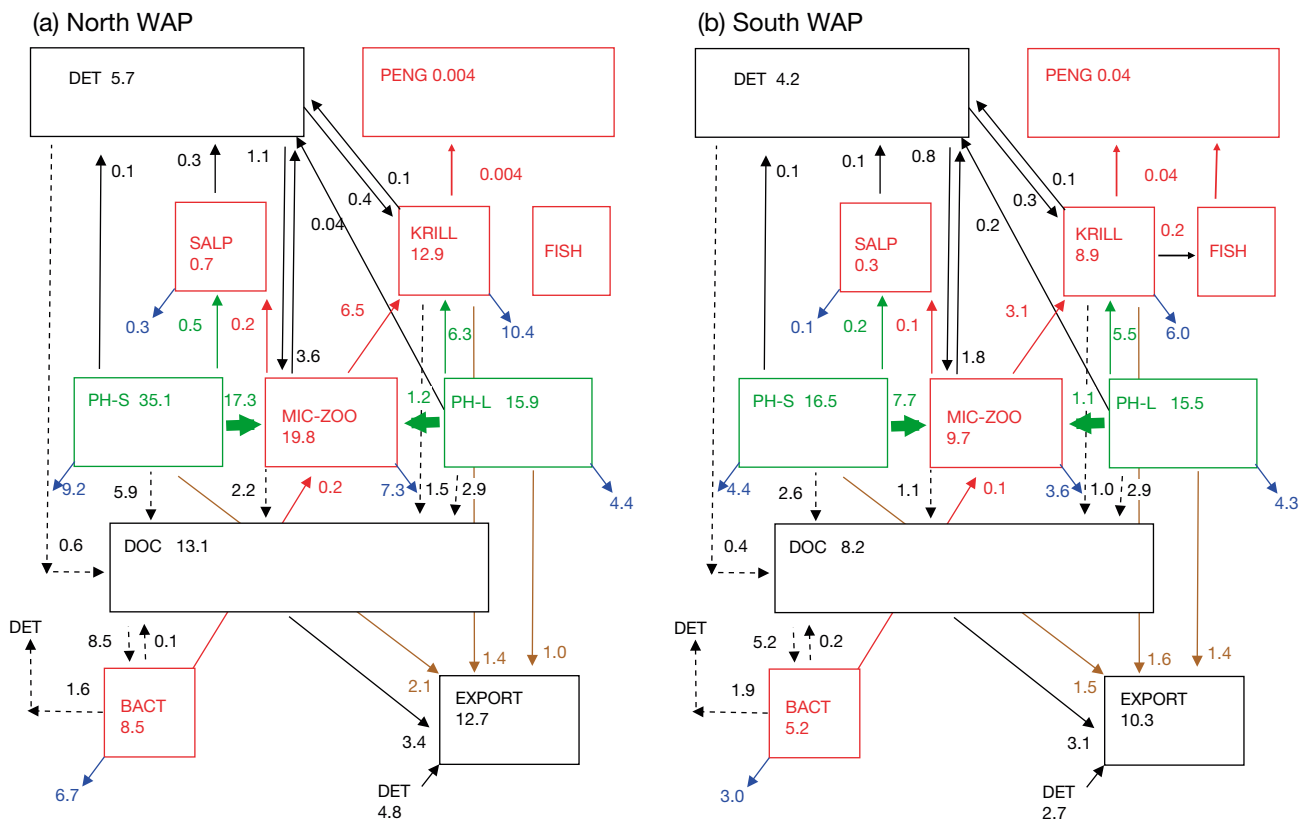 (a) North WAP
DET 5.7
PENG 0.004
0.1
0.3
1.1
0.1
0.4
0.004
0.04
SALP
0.7
KRILL
12.9
FISH
0.3
0.5
0.2
6.5
6.3
10.4
3.6
PH-S 35.1
17.3
MIC-ZOO
19.8
1.2
PH-L 15.9
9.2
5.9
2.2
0.2
7.3
1.5
2.9
4.4
0.6
DOC 13.1
DET
8.5
0.1
1.6
BACT
8.5
6.7
2.1
1.4
1.0
EXPORT
12.7
3.4
DET
4.8
(b) South WAP
DET 4.2
PENG 0.04
0.1
0.1
0.8
0.1
0.3
0.04
0.2
SALP
0.3
KRILL
8.9
0.2
FISH
0.1
0.2
0.1
3.1
5.5
6.0
1.8
PH-S 16.5
7.7
MIC-ZOO
9.7
1.1
PH-L 15.5
4.4
2.6
1.1
0.1
3.6
1.0
2.9
4.3
0.4
DOC 8.2
DET
5.2
0.2
1.9
BACT
5.2
3.0
1.5
1.6
1.4
EXPORT
10.3
3.1
DET
2.7